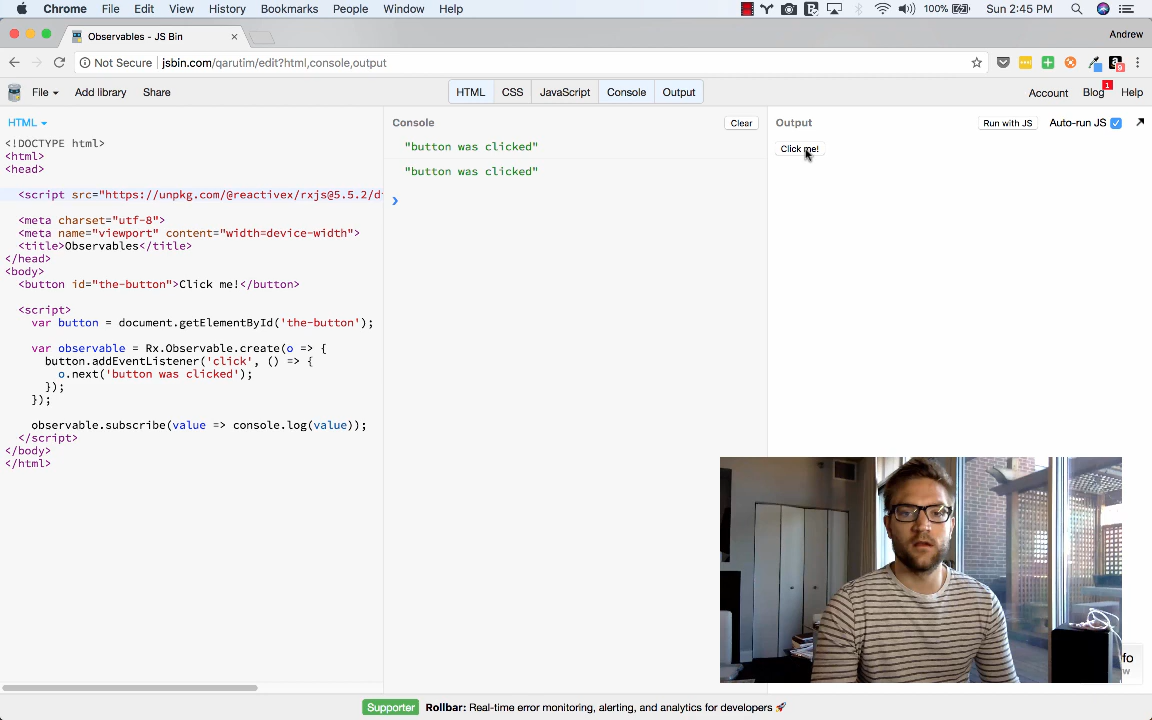 Chrome File Edit View History Bookmarks People Window Help 100% Sun 2:45 PM
Observables - JS Bin Andrew
Not Secure jsbin.com/qarutim/edit?html,console,output
File Add library Share HTML CSS JavaScript Console Output Account Blog 1 Help
HTML
Console Clear
Output Run with JS Auto-run JS
<!DOCTYPE html>
<html>
<head>
<script src="https://unpkg.com/@reactivex/rxjs@5.5.2/d
<meta charset="utf-8">
<meta name="viewport" content="width=device-width">
<title>Observables</title>
</head>
<body>
<button id="the-button">Click me!</button>
<script>
var button = document.getElementById('the-button');
var observable = Rx.Observable.create(o => {
button.addEventListener('click', () => {
o.next('button was clicked');
});
});
observable.subscribe(value => console.log(value));
</script>
</body>
</html>
"button was clicked"
"button was clicked"
Click me!
Supporter Rollbar: Real-time error monitoring, alerting, and analytics for developers 🚀